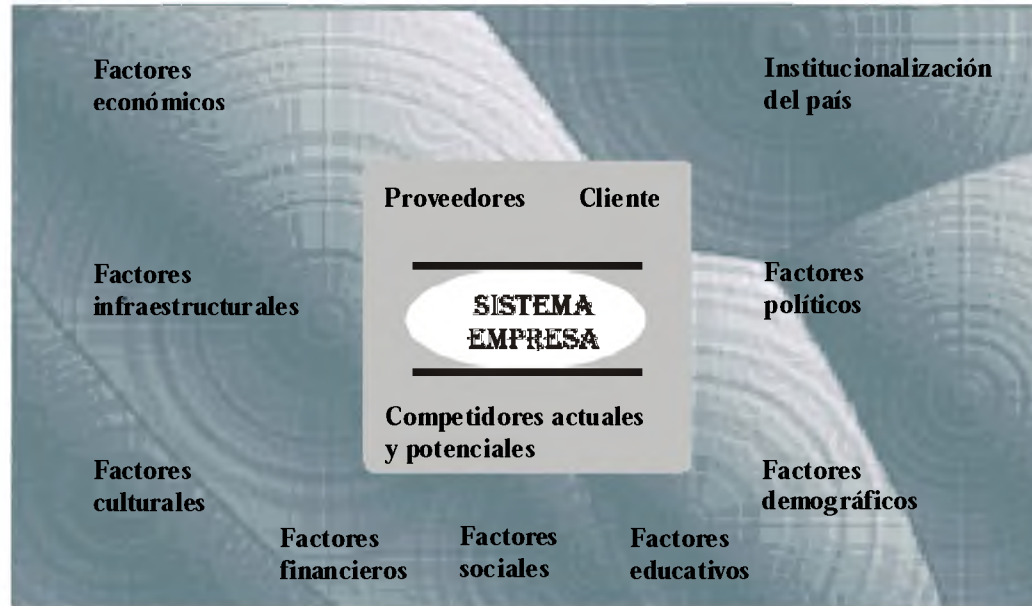 Factores
económicos
Institucionalización
del país
Proveedores
Cliente
Factores
infraestructurales
SISTEMA
EMPRESA
Factores
políticos
Competidores actuales
y potenciales
Factores
culturales
Factores
demográficos
Factores
financieros
Factores
sociales
Factores
educativos